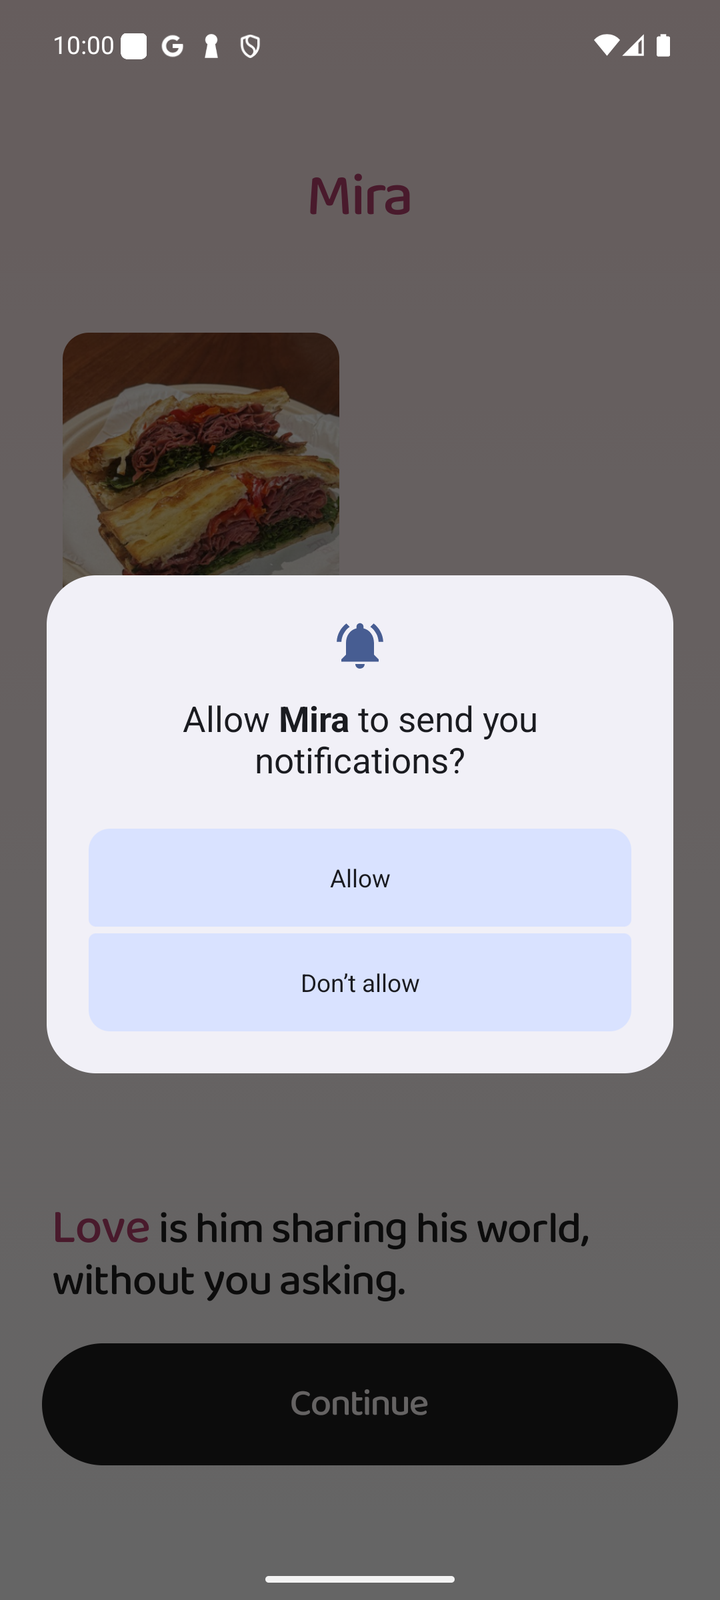 10:00
Mira
Allow Mira to send you
notifications?
Allow
Don’t allow
Love is him sharing his world,
without you asking.
Continue